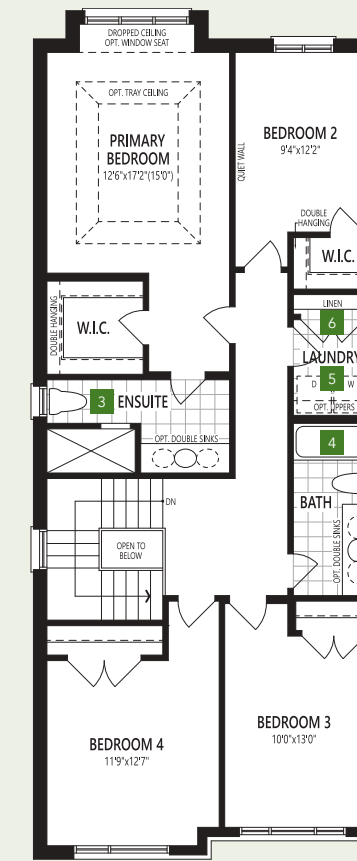 DROPPED CEILING
OPT. WINDOW SEAT
OPT. TRAY CEILING
PRIMARY
BEDROOM
12'6"x17'2"(15'0")
QUIET WALL
BEDROOM 2
9'4"x12'2"
DOUBLE
HANGING
W.I.C.
DOUBLE HANGING
W.I.C.
LINEN
6
LAUNDRY
5
D W
OPT. UPPERS
3 ENSUITE
OPT. DOUBLE SINKS
4
BATH
OPT. DOUBLE SINKS
DN
OPEN TO
BELOW
BEDROOM 4
11'9"x12'7"
BEDROOM 3
10'0"x13'0"